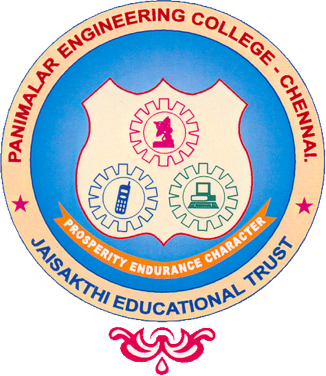 PANIMALAR ENGINEERING COLLEGE - CHENNAI.
PROSPERITY ENDURANCE CHARACTER
JAISAKTHI EDUCATIONAL TRUST